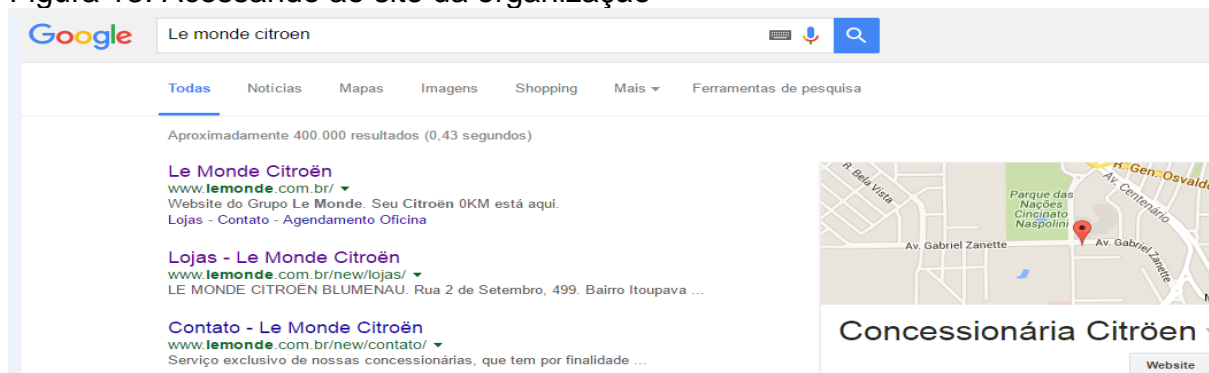 Google
Le monde citroen
Todas Notícias Mapas Imagens Shopping Mais Ferramentas de pesquisa
Aproximadamente 400.000 resultados (0,43 segundos)
Le Monde Citroën
www.lemonde.com.br/
Website do Grupo Le Monde. Seu Citroën 0KM está aqui.
Lojas - Contato - Agendamento Oficina
Lojas - Le Monde Citroën
www.lemonde.com.br/new/lojas/
LE MONDE CITROËN BLUMENAU. Rua 2 de Setembro, 499. Bairro Itoupava ...
Contato - Le Monde Citroën
www.lemonde.com.br/new/contato/
Serviço exclusivo de nossas concessionárias, que tem por finalidade ...
R. Bela Vista
R. Gen. Osvaldo
Av. Centenário
Parque das
Nações
Cincinato
Naspolini
Av. Gabriel Zanette
Av. Gabriel Zanette
Concessionária Citröen
Website